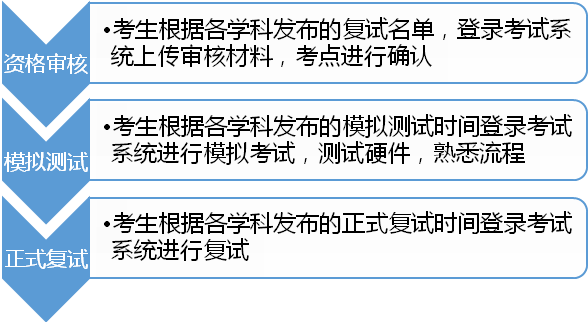 资格审核
•考生根据各学科发布的复试名单，登录考试系
统上传审核材料，考点进行确认
模拟测试
•考生根据各学科发布的模拟测试时间登录考试
系统进行模拟考试，测试硬件，熟悉流程
正式复试
•考生根据各学科发布的正式复试时间登录考试
系统进行复试